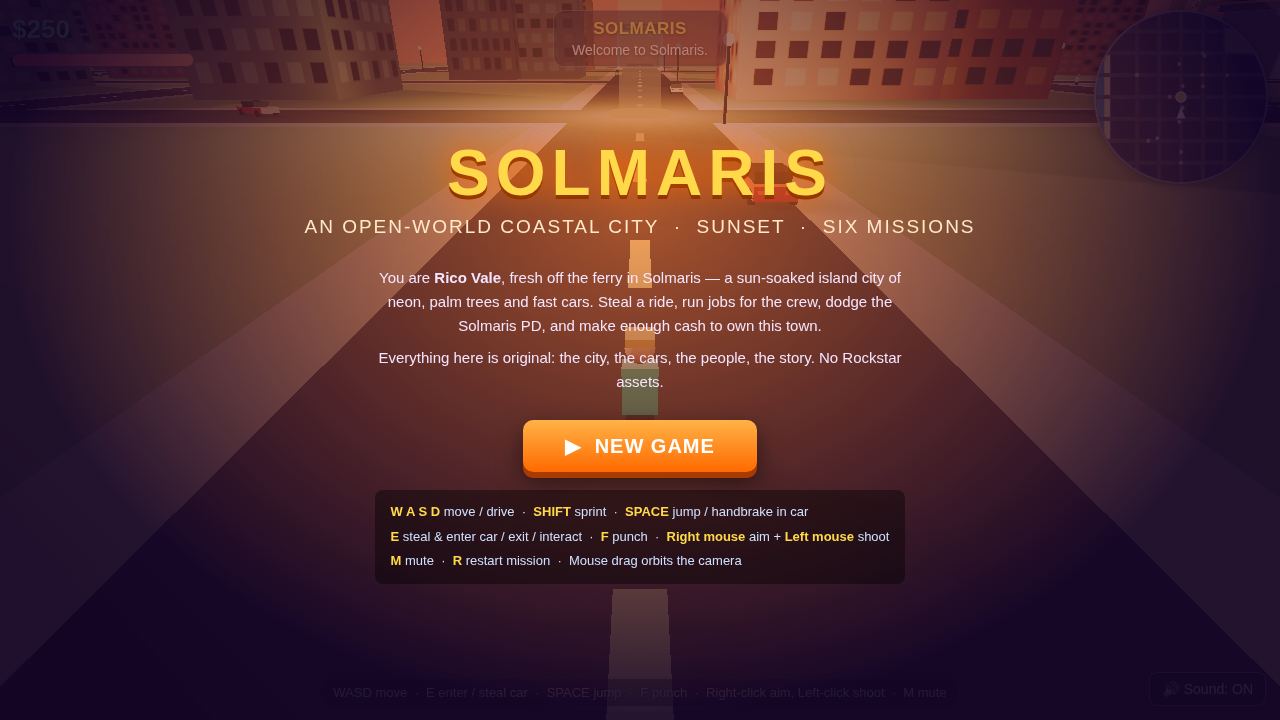 $250
SOLMARIS
Welcome to Solmaris.
SOLMARIS
AN OPEN-WORLD COASTAL CITY · SUNSET · SIX MISSIONS
You are Rico Vale, fresh off the ferry in Solmaris — a sun-soaked island city of
neon, palm trees and fast cars. Steal a ride, run jobs for the crew, dodge the
Solmaris PD, and make enough cash to own this town.
Everything here is original: the city, the cars, the people, the story. No Rockstar
assets.
▶ NEW GAME
W A S D move / drive · SHIFT sprint · SPACE jump / handbrake in car
E steal & enter car / exit / interact · F punch · Right mouse aim + Left mouse shoot
M mute · R restart mission · Mouse drag orbits the camera
WASD move · E enter / steal car · SPACE jump · F punch · Right-click aim, Left-click shoot · M mute
🔊 Sound: ON